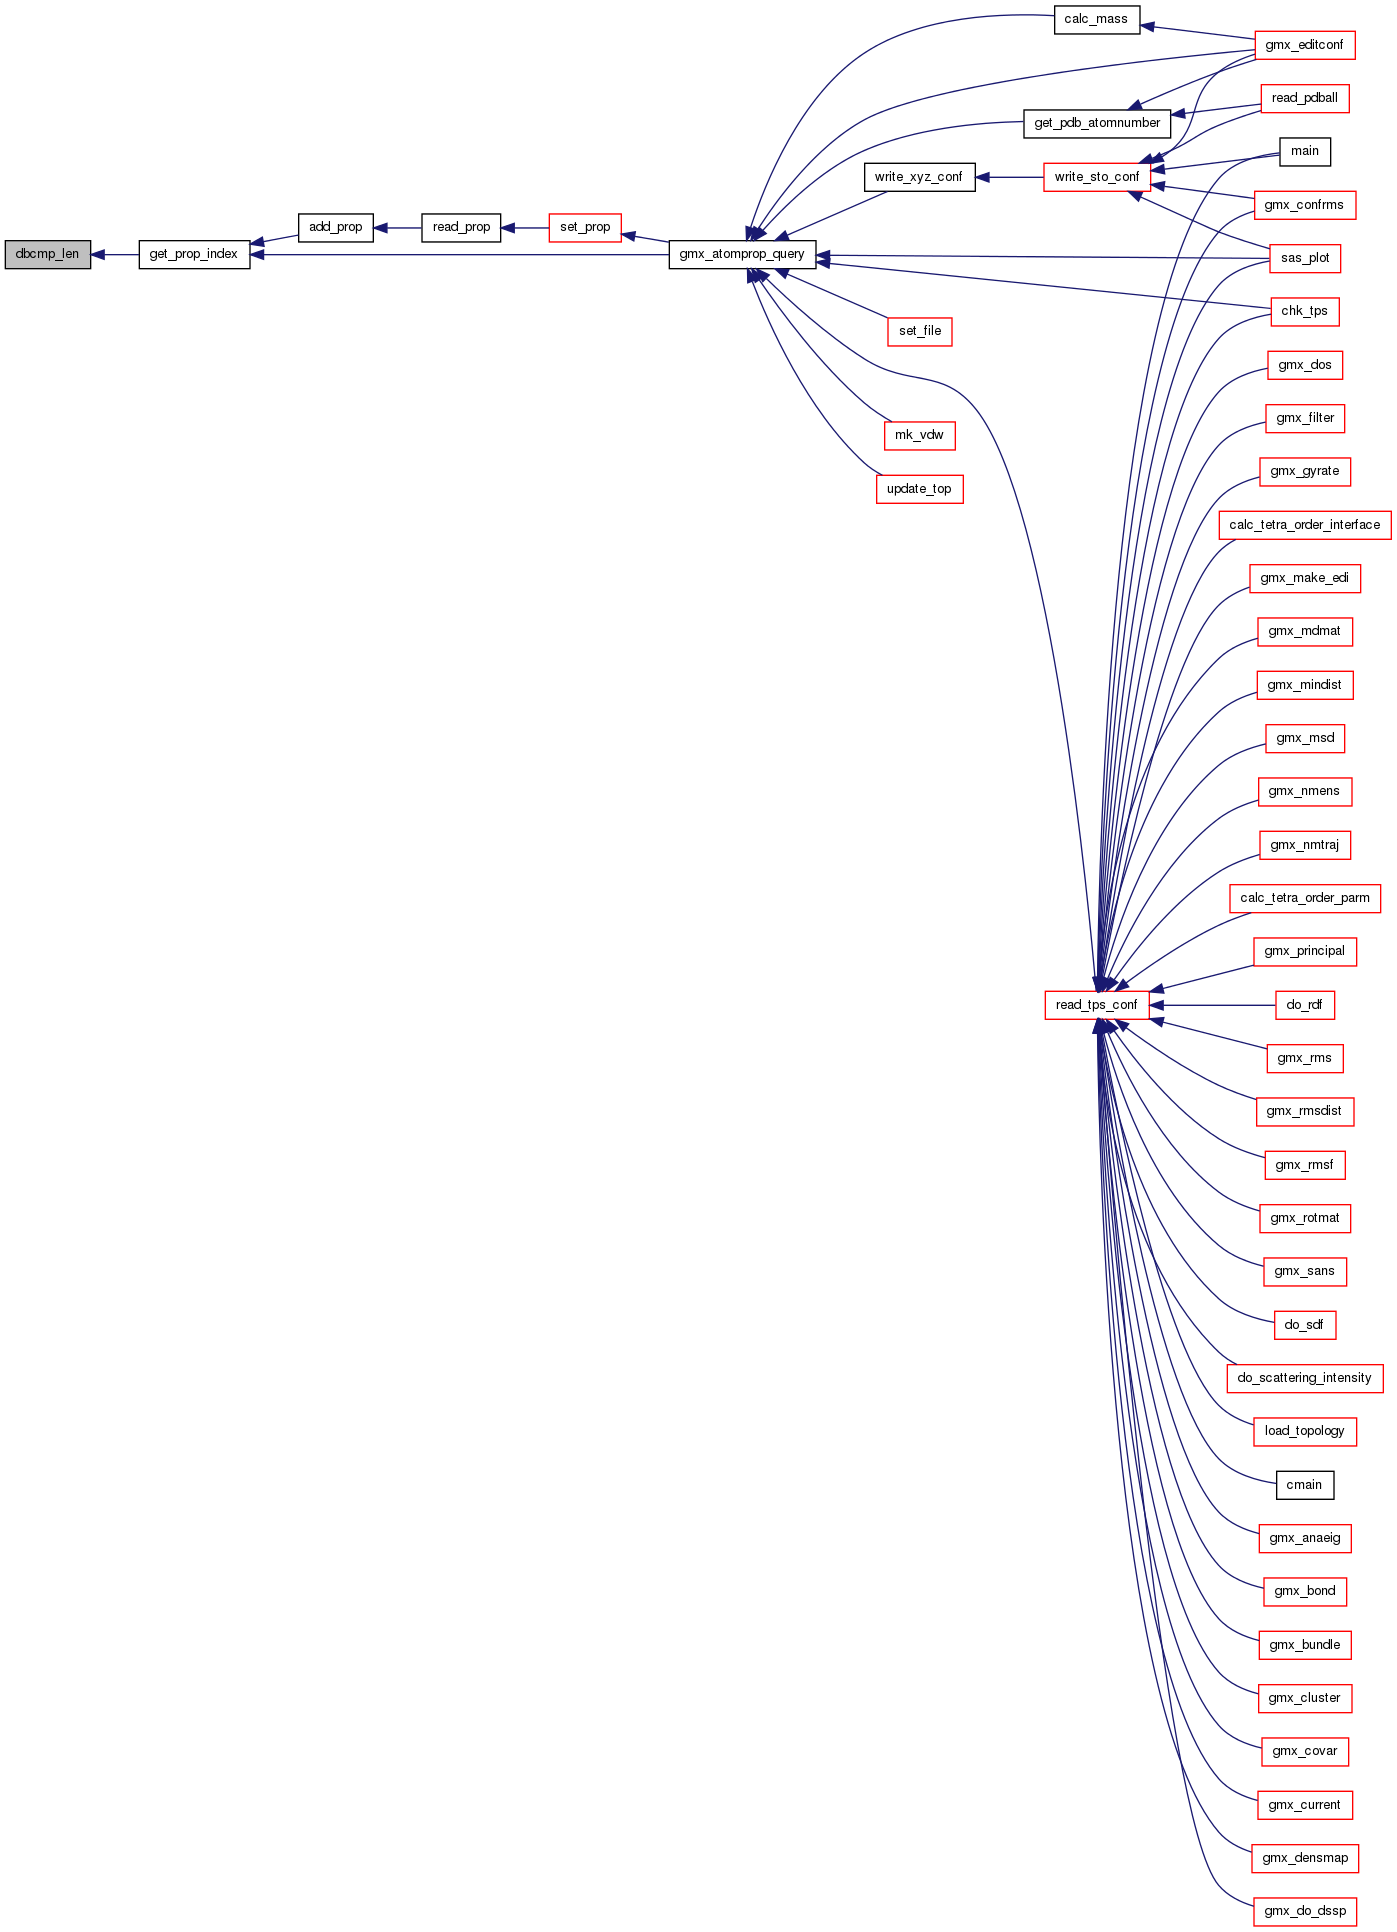 dbcmp_len
get_prop_index
add_prop
read_prop
set_prop
gmx_atomprop_query
calc_mass
get_pdb_atomnumber
write_xyz_conf
write_sto_conf
set_file
mk_vdw
update_top
read_tps_conf
gmx_editconf
read_pdball
main
gmx_confrms
sas_plot
chk_tps
gmx_dos
gmx_filter
gmx_gyrate
calc_tetra_order_interface
gmx_make_edi
gmx_mdmat
gmx_mindist
gmx_msd
gmx_nmens
gmx_nmtraj
calc_tetra_order_parm
gmx_principal
do_rdf
gmx_rms
gmx_rmsdist
gmx_rmsf
gmx_rotmat
gmx_sans
do_sdf
do_scattering_intensity
load_topology
cmain
gmx_anaeig
gmx_bond
gmx_bundle
gmx_cluster
gmx_covar
gmx_current
gmx_densmap
gmx_do_dssp